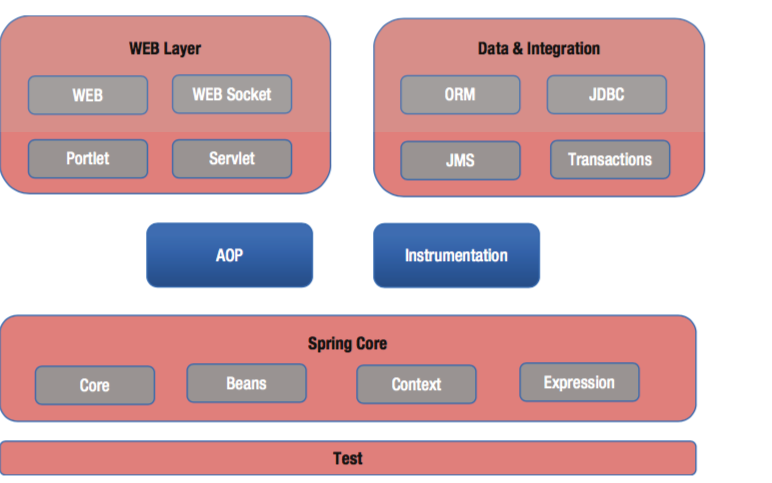 WEB Layer
WEB
WEB Socket
Portlet
Servlet
Data & Integration
ORM
JDBC
JMS
Transactions
AOP
Instrumentation
Spring Core
Core
Beans
Context
Expression
Test